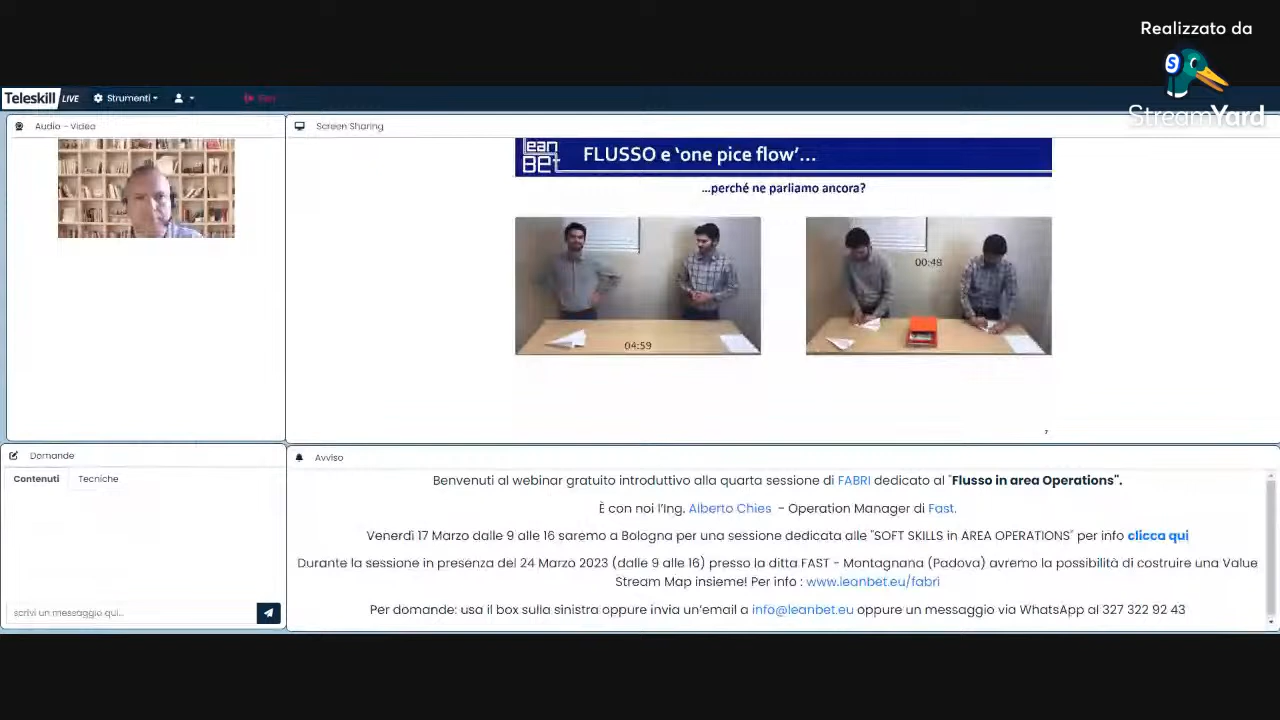 Realizzato da
StreamYard
Teleskill LIVE
Strumenti
Audio - Video
Screen Sharing
lean
BET
FLUSSO e ‘one pice flow’...
...perché ne parliamo ancora?
04:59
00:48
7
Domande
Contenuti
Tecniche
scrivi un messaggio qui...
Avviso
Benvenuti al webinar gratuito introduttivo alla quarta sessione di FABRI dedicato al "Flusso in area Operations".
È con noi l'Ing. Alberto Chies - Operation Manager di Fast.
Venerdì 17 Marzo dalle 9 alle 16 saremo a Bologna per una sessione dedicata alle "SOFT SKILLS in AREA OPERATIONS" per info clicca qui
Durante la sessione in presenza del 24 Marzo 2023 (dalle 9 alle 16) presso la ditta FAST - Montagnana (Padova) avremo la possibilità di costruire una Value
Stream Map insieme! Per info : www.leanbet.eu/fabri
Per domande: usa il box sulla sinistra oppure invia un'email a info@leanbet.eu oppure un messaggio via WhatsApp al 327 322 92 43